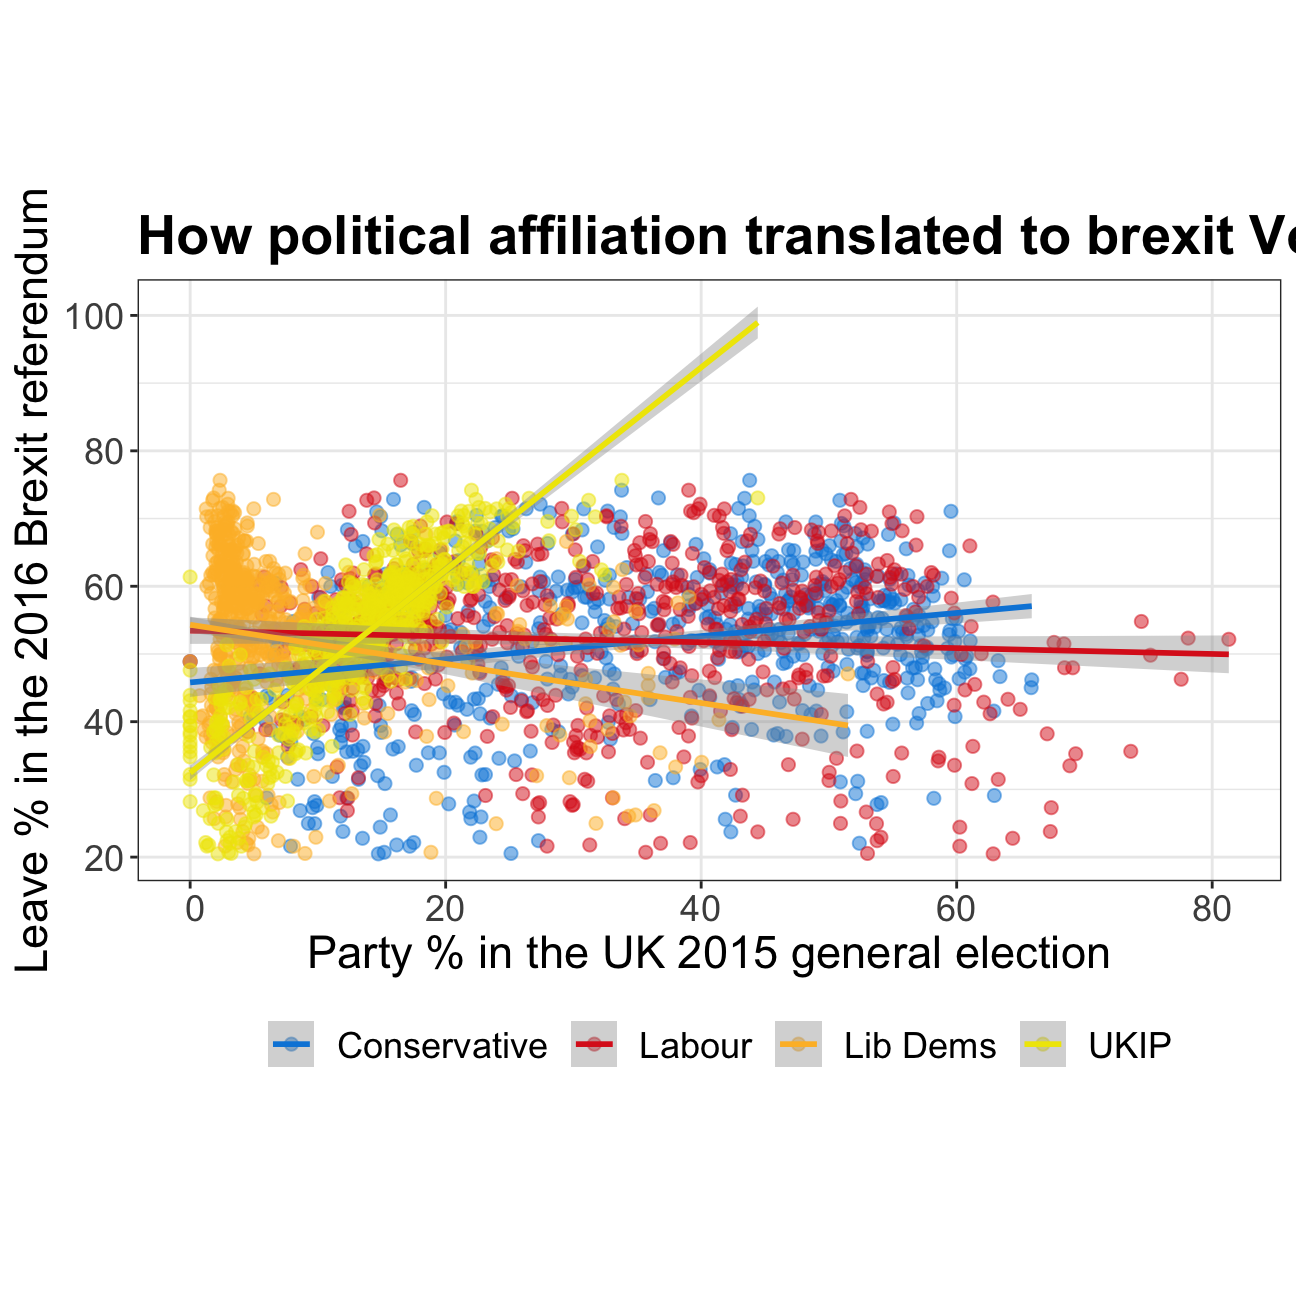 How political affiliation translated to brexit
Leave % in the 2016 Brexit referendum
100
80
60
40
20
0 20 40 60 80
Party % in the UK 2015 general election
Conservative Labour Lib Dems UKIP